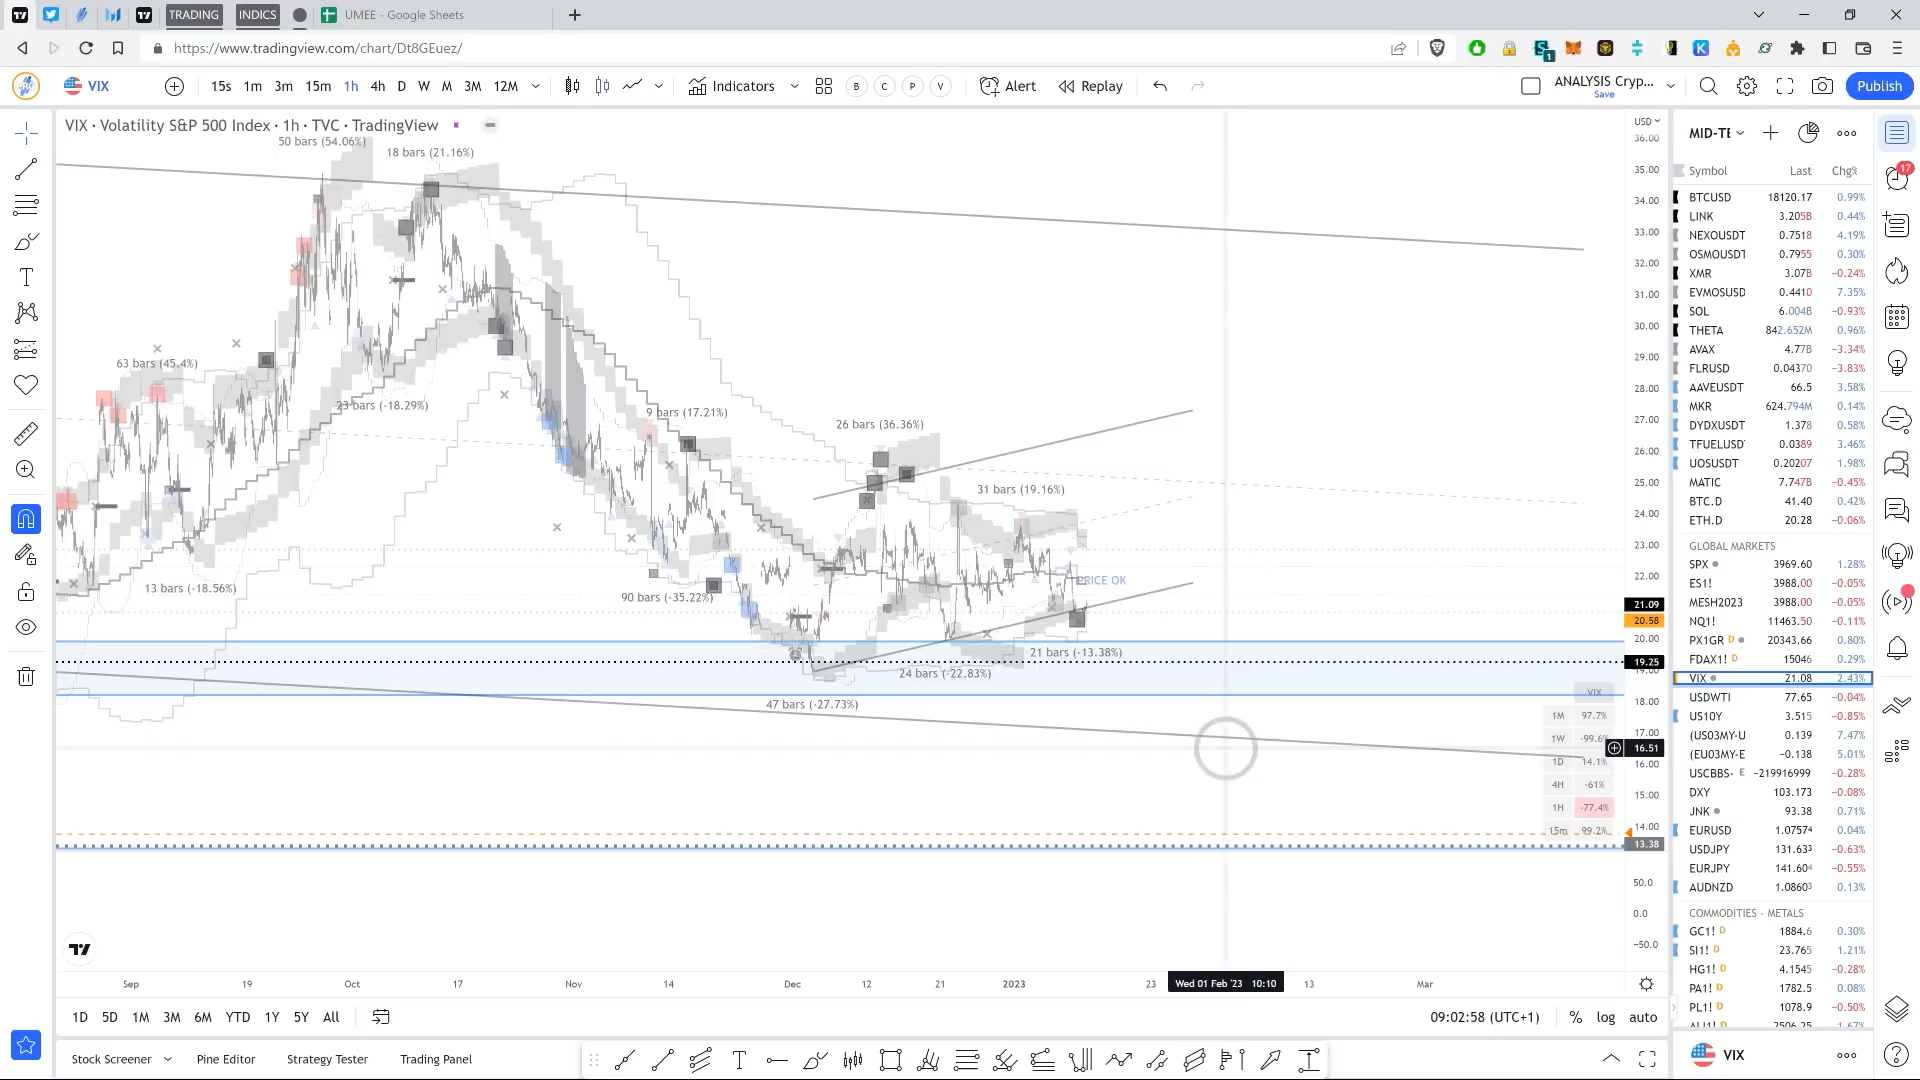 TRADING
INDICS
UMEE - Google Sheets
https://www.tradingview.com/chart/Dt8GEuez/
VIX
15s 1m 3m 15m 1h 4h D W M 3M 12M
Indicators
B C P V
Alert
Replay
ANALYSIS Cryp...
Save
Publish
VIX · Volatility S&P 500 Index · 1h · TVC · TradingView
50 bars (54.06%)
18 bars (21.16%)
63 bars (45.4%)
23 bars (-18.29%)
9 bars (17.21%)
26 bars (36.36%)
31 bars (19.16%)
13 bars (-18.56%)
90 bars (-35.22%)
PRICE OK
21 bars (-13.38%)
24 bars (-22.83%)
47 bars (-27.73%)
VIX
1M 97.7%
1W -99.6%
1D 14.1%
4H -61%
1H -77.4%
15m 99.2%
USD
36.00
35.00
34.00
33.00
32.00
31.00
30.00
29.00
28.00
27.00
26.00
25.00
24.00
23.00
22.00
21.09
20.58
20.00
19.25
19.00
18.00
17.00
16.51
16.00
15.00
14.00
13.38
50.0
0.0
−50.0
Sep 19 Oct 17 Nov 14 Dec 12 21 2023 23 Wed 01 Feb '23 10:10 13 Mar
1D 5D 1M 3M 6M YTD 1Y 5Y All
09:02:58 (UTC+1)
% log auto
Stock Screener Pine Editor Strategy Tester Trading Panel
MID-TE
Symbol Last Chg%
BTCUSD 18120.17 0.99%
LINK 3.205B 0.44%
NEXOUSDT 0.7518 4.19%
OSMOUSDT 0.7955 0.30%
XMR 3.07B −0.24%
EVMOSUSD 0.4410 7.35%
SOL 6.004B −0.93%
THETA 842.652M 0.96%
AVAX 4.77B −3.34%
FLRUSD 0.04370 −3.83%
AAVEUSDT 66.5 3.58%
MKR 624.794M 0.14%
DYDXUSDT 1.378 0.58%
TFUELUSD 0.0389 3.46%
UOSUSDT 0.20207 1.98%
MATIC 7.747B −0.45%
BTC.D 41.40 0.42%
ETH.D 20.28 −0.06%
GLOBAL MARKETS
SPX 3969.60 1.28%
ES1! 3988.00 −0.05%
MESH2023 3988.00 −0.05%
NQ1! 11463.50 −0.11%
PX1GR D 20343.66 0.80%
FDAX1! D 15046 0.29%
VIX 21.08 2.43%
USDWTI 77.65 −0.04%
US10Y 3.515 −0.85%
(US03MY-U 0.139 7.47%
(EU03MY-E −0.138 5.01%
USCBBS- E −219916999 −0.28%
DXY 103.173 −0.08%
JNK 93.38 0.71%
EURUSD 1.07574 0.04%
USDJPY 131.633 −0.63%
EURJPY 141.604 −0.55%
AUDNZD 1.08603 0.13%
COMMODITIES - METALS
GC1! D 1884.6 0.30%
SI1! D 23.765 1.21%
HG1! D 4.1545 −0.28%
PA1! D 1782.5 0.08%
PL1! D 1078.9 −0.50%
ALI1! D 2506.25 1.67%
VIX
17
1